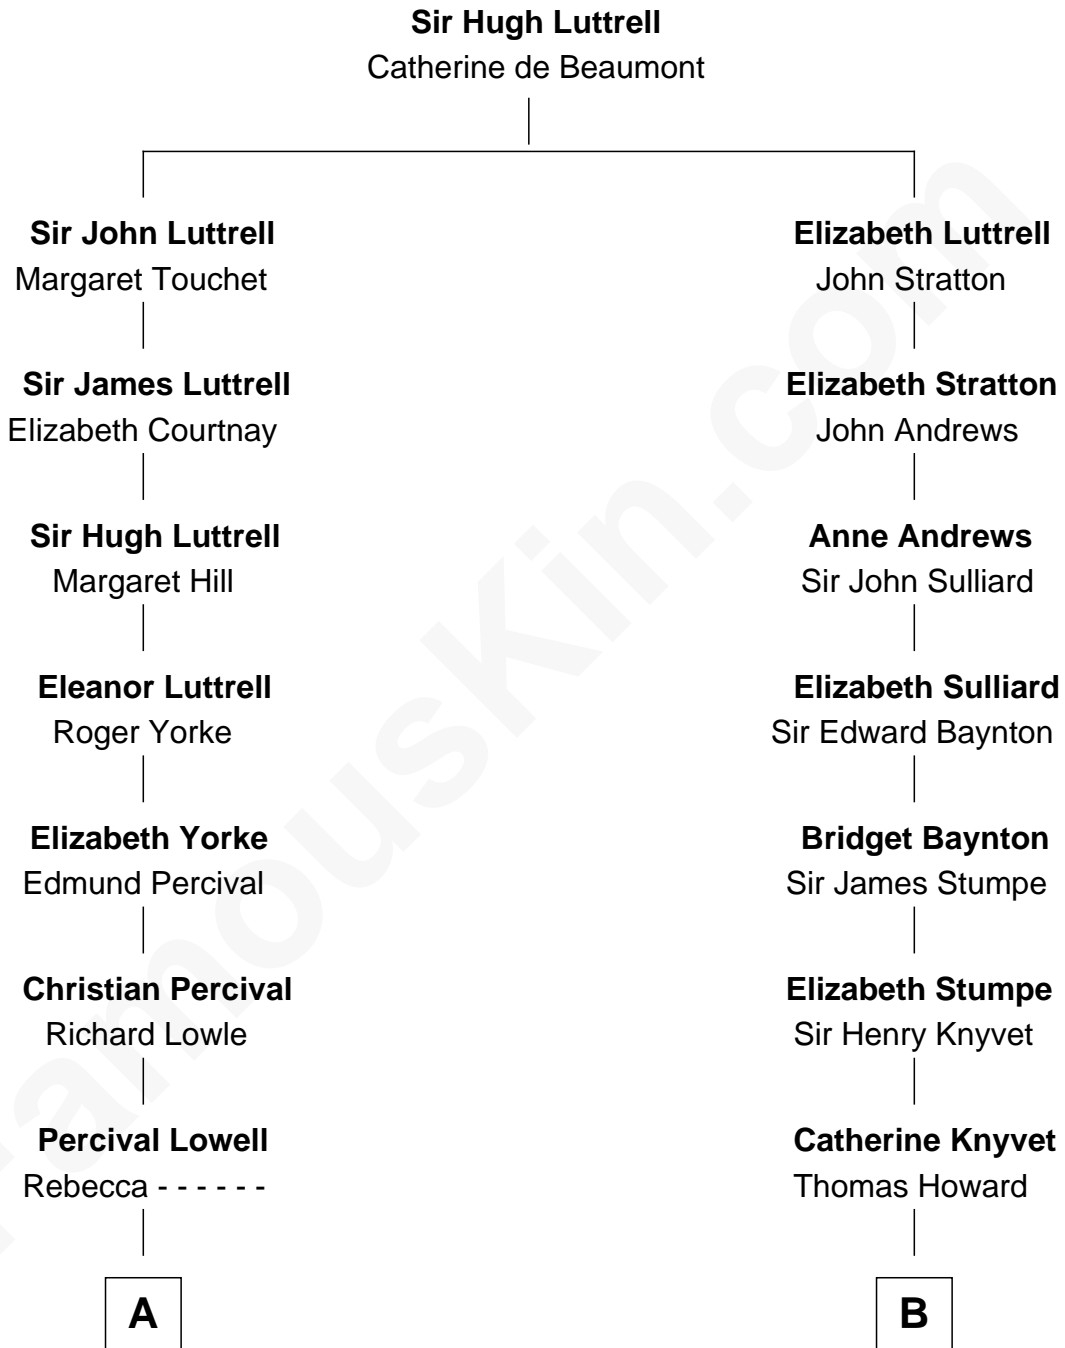 Sir Hugh Luttrell
Catherine de Beaumont
Sir John Luttrell
Margaret Touchet
Elizabeth Luttrell
John Stratton
Sir James Luttrell
Elizabeth Courtnay
Elizabeth Stratton
John Andrews
Sir Hugh Luttrell
Margaret Hill
Anne Andrews
Sir John Sulliard
Eleanor Luttrell
Roger Yorke
Elizabeth Sulliard
Sir Edward Baynton
Elizabeth Yorke
Edmund Percival
Bridget Baynton
Sir James Stumpe
Christian Percival
Richard Lowle
Elizabeth Stumpe
Sir Henry Knyvet
Percival Lowell
Rebecca - - - - - -
Catherine Knyvet
Thomas Howard
A
B
FamousKin.com